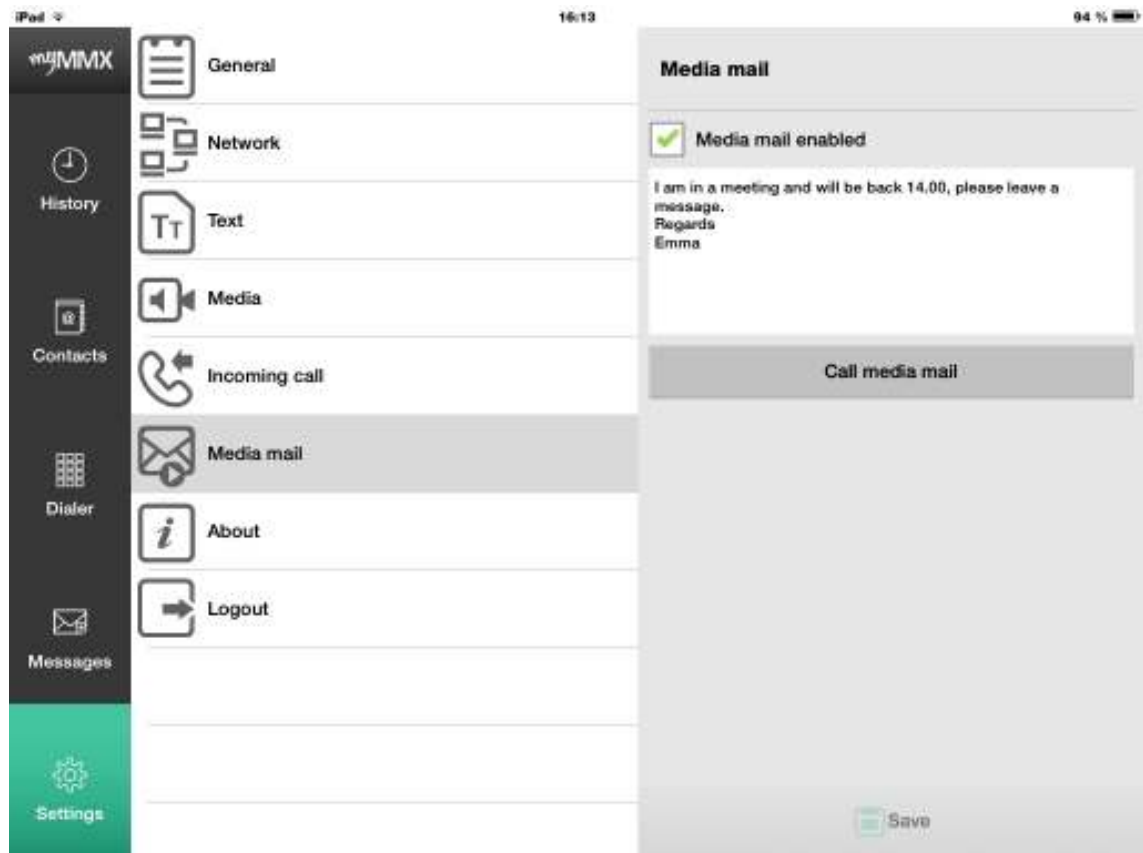 iPad
16:13
94 %
myMMX
History
Contacts
Dialer
Messages
Settings
General
Network
Text
Media
Incoming call
Media mail
About
Logout
Media mail
Media mail enabled
I am in a meeting and will be back 14.00, please leave a
message.
Regards
Emma
Call media mail
Save